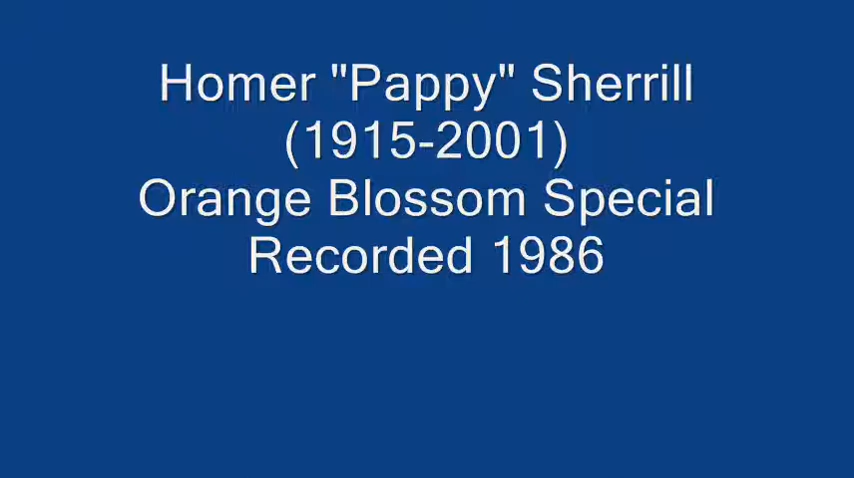 Homer "Pappy" Sherrill
(1915-2001)
Orange Blossom Special
Recorded 1986